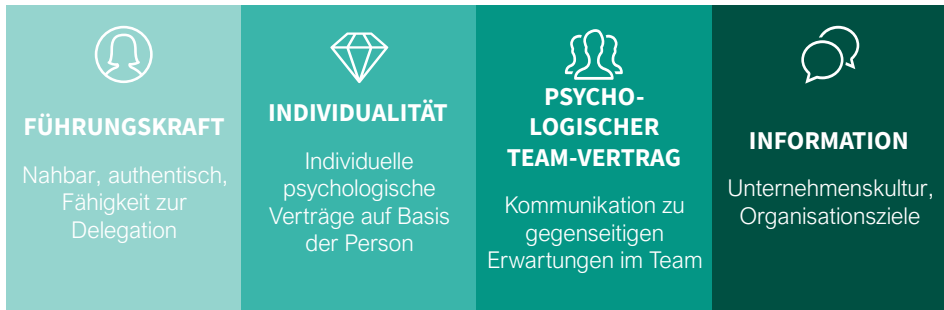 FÜHRUNGSKRAFT
Nahbar, authentisch,
Fähigkeit zur
Delegation
INDIVIDUALITÄT
Individuelle
psychologische
Verträge auf Basis
der Person
PSYCHO-
LOGISCHER
TEAM-VERTRAG
Kommunikation zu
gegenseitigen
Erwartungen im Team
INFORMATION
Unternehmenskultur,
Organisationsziele